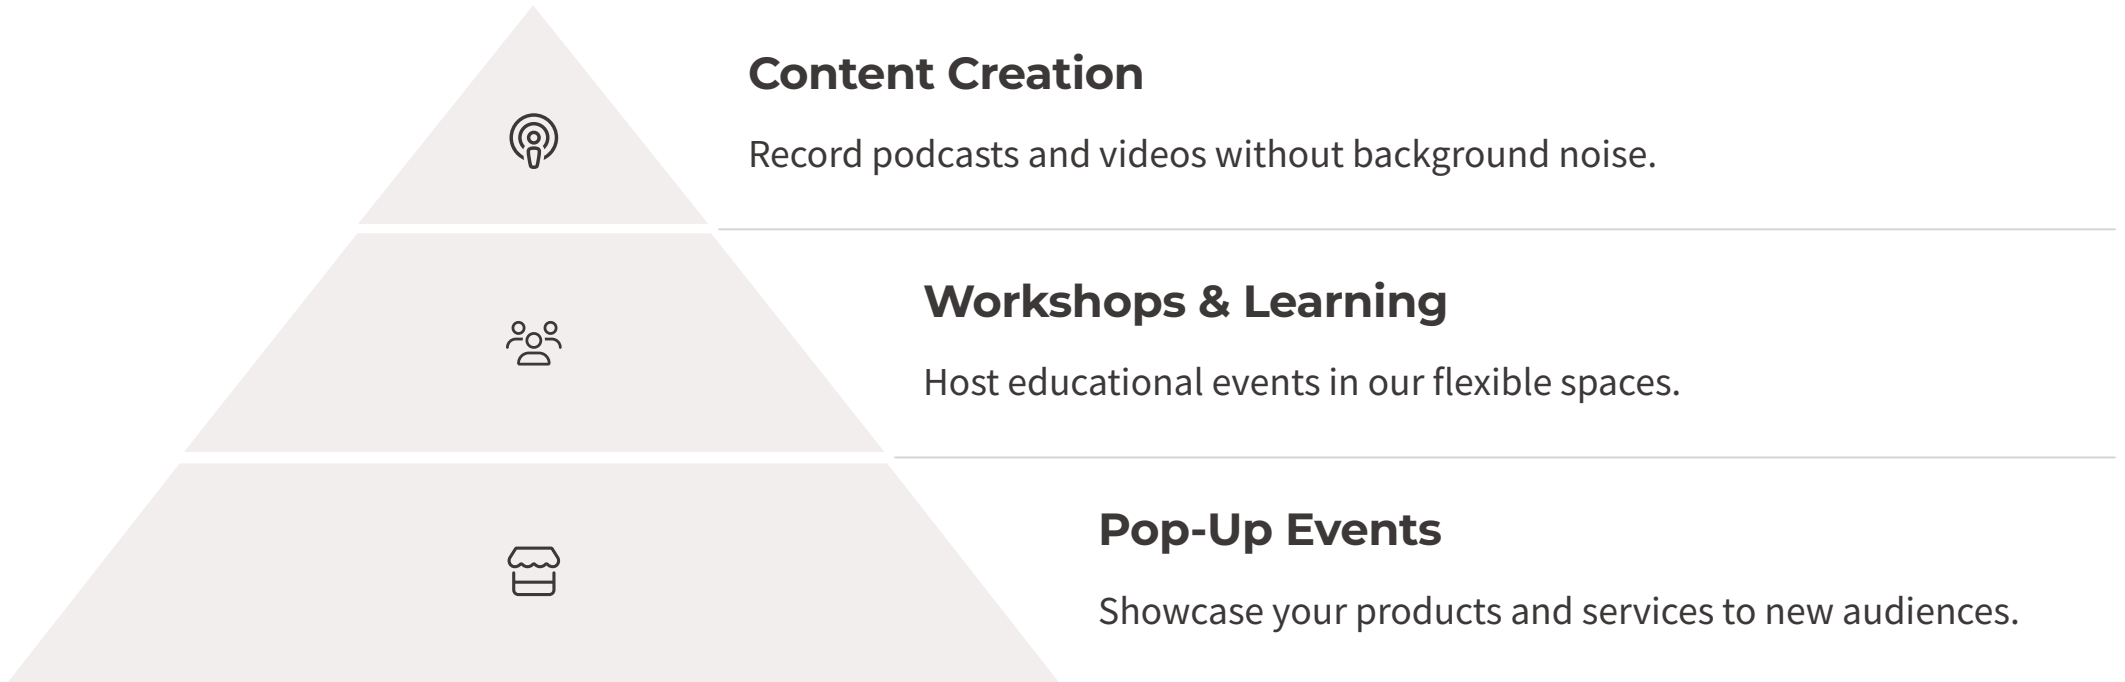 Content Creation
Record podcasts and videos without background noise.
Workshops & Learning
Host educational events in our flexible spaces.
Pop-Up Events
Showcase your products and services to new audiences.